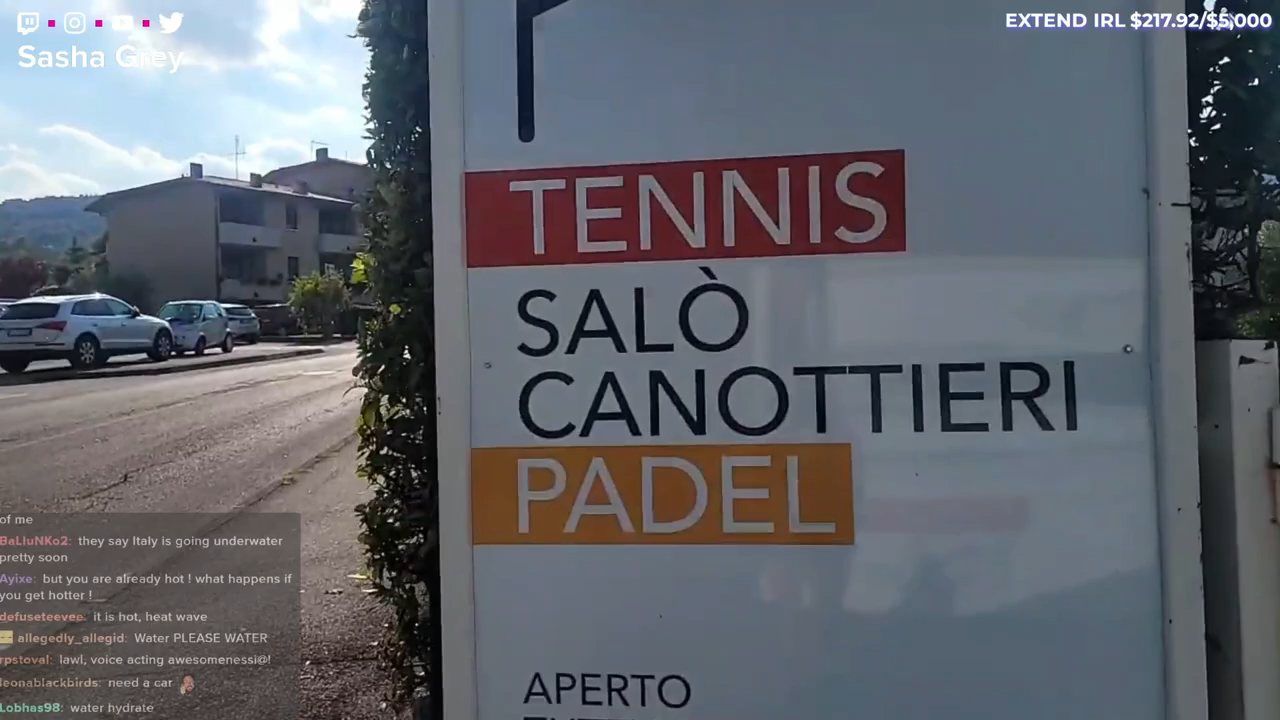 EXTEND IRL $217.92/$5,000
Sasha Grey
TENNIS
SALÒ
CANOTTIERI
PADEL
APERTO
of me
BaLluNKo2: they say Italy is going underwater
pretty soon
Ayixe: but you are already hot ! what happens if
you get hotter !
defuseteevee: it is hot, heat wave
allegedly_allegid: Water PLEASE WATER
rpstoval: lawl, voice acting awesomenessi@!
leonablackbirds: need a car
Lobhas98: water hydrate